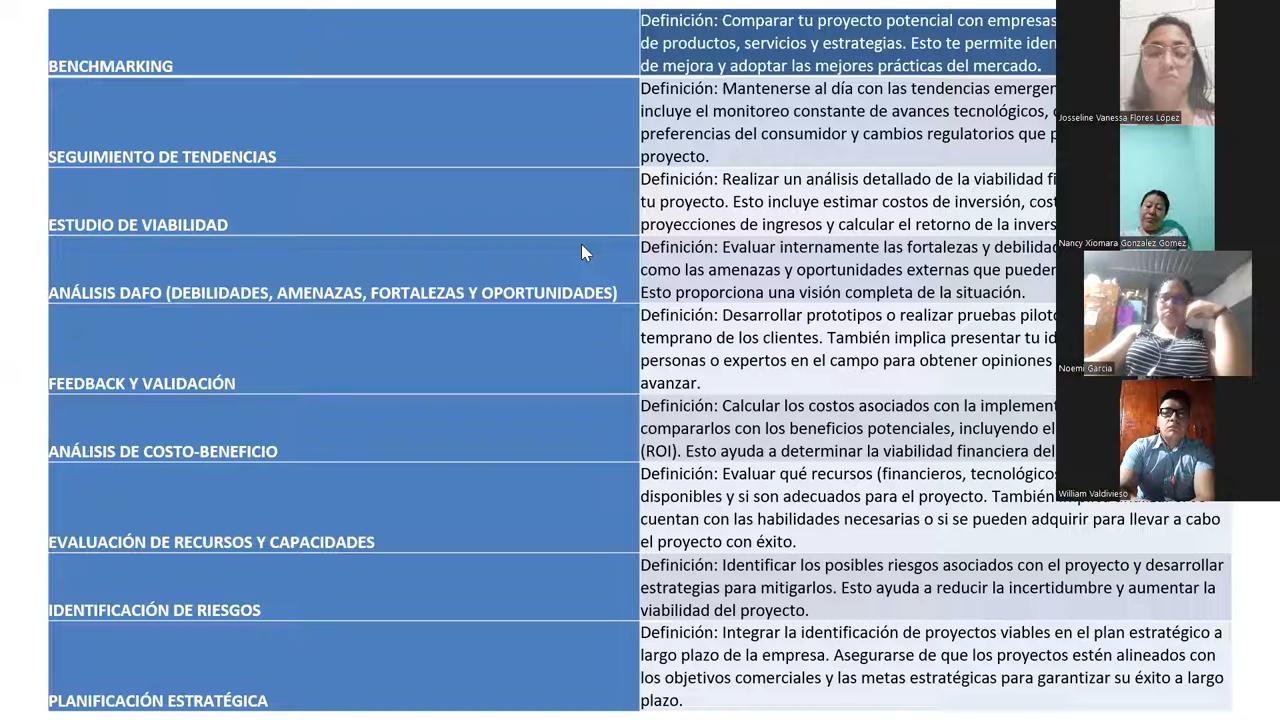 BENCHMARKING
Definición: Comparar tu proyecto potencial con empresas
de productos, servicios y estrategias. Esto te permite
de mejora y adoptar las mejores prácticas del mercado.
SEGUIMIENTO DE TENDENCIAS
Definición: Mantenerse al día con las tendencias
incluye el monitoreo constante de avances tecnológicos,
preferencias del consumidor y cambios regulatorios que
proyecto.
ESTUDIO DE VIABILIDAD
Definición: Realizar un análisis detallado de la viabilidad
tu proyecto. Esto incluye estimar costos de inversión,
proyecciones de ingresos y calcular el retorno de la
ANÁLISIS DAFO (DEBILIDADES, AMENAZAS, FORTALEZAS Y OPORTUNIDADES)
Definición: Evaluar internamente las fortalezas y
como las amenazas y oportunidades externas que
Esto proporciona una visión completa de la situación.
FEEDBACK Y VALIDACIÓN
Definición: Desarrollar prototipos o realizar pruebas
temprano de los clientes. También implica presentar tu
personas o expertos en el campo para obtener opiniones
avanzar.
ANÁLISIS DE COSTO-BENEFICIO
Definición: Calcular los costos asociados con la
compararlos con los beneficios potenciales, incluyendo el
(ROI). Esto ayuda a determinar la viabilidad financiera
EVALUACIÓN DE RECURSOS Y CAPACIDADES
Definición: Evaluar qué recursos (financieros,
disponibles y si son adecuados para el proyecto. También
cuentan con las habilidades necesarias o si se pueden adquirir para llevar a cabo
el proyecto con éxito.
IDENTIFICACIÓN DE RIESGOS
Definición: Identificar los posibles riesgos asociados con el proyecto y desarrollar
estrategias para mitigarlos. Esto ayuda a reducir la incertidumbre y aumentar la
viabilidad del proyecto.
PLANIFICACIÓN ESTRATÉGICA
Definición: Integrar la identificación de proyectos viables en el plan estratégico a
largo plazo de la empresa. Asegurarse de que los proyectos estén alineados con
los objetivos comerciales y las metas estratégicas para garantizar su éxito a largo
plazo.
Josseline Vanessa Flores López
Nancy Xiomara Gonzalez Gomez
Noemi Garcia
William Valdivieso